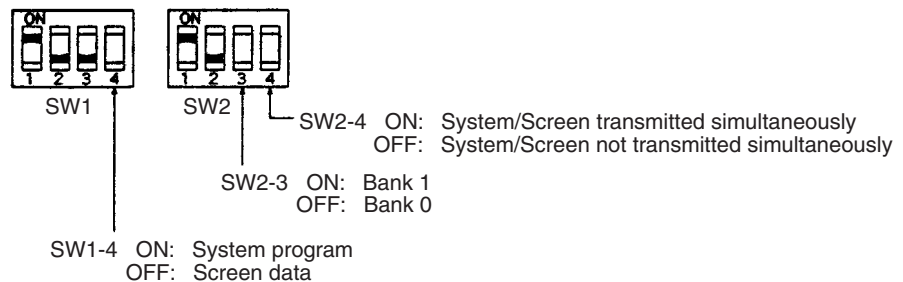 ON ON
1 2 3 4 1 2 3 4
SW1 SW2
SW2-4 ON: System/Screen transmitted simultaneously
OFF: System/Screen not transmitted simultaneously
SW2-3 ON: Bank 1
OFF: Bank 0
SW1-4 ON: System program
OFF: Screen data